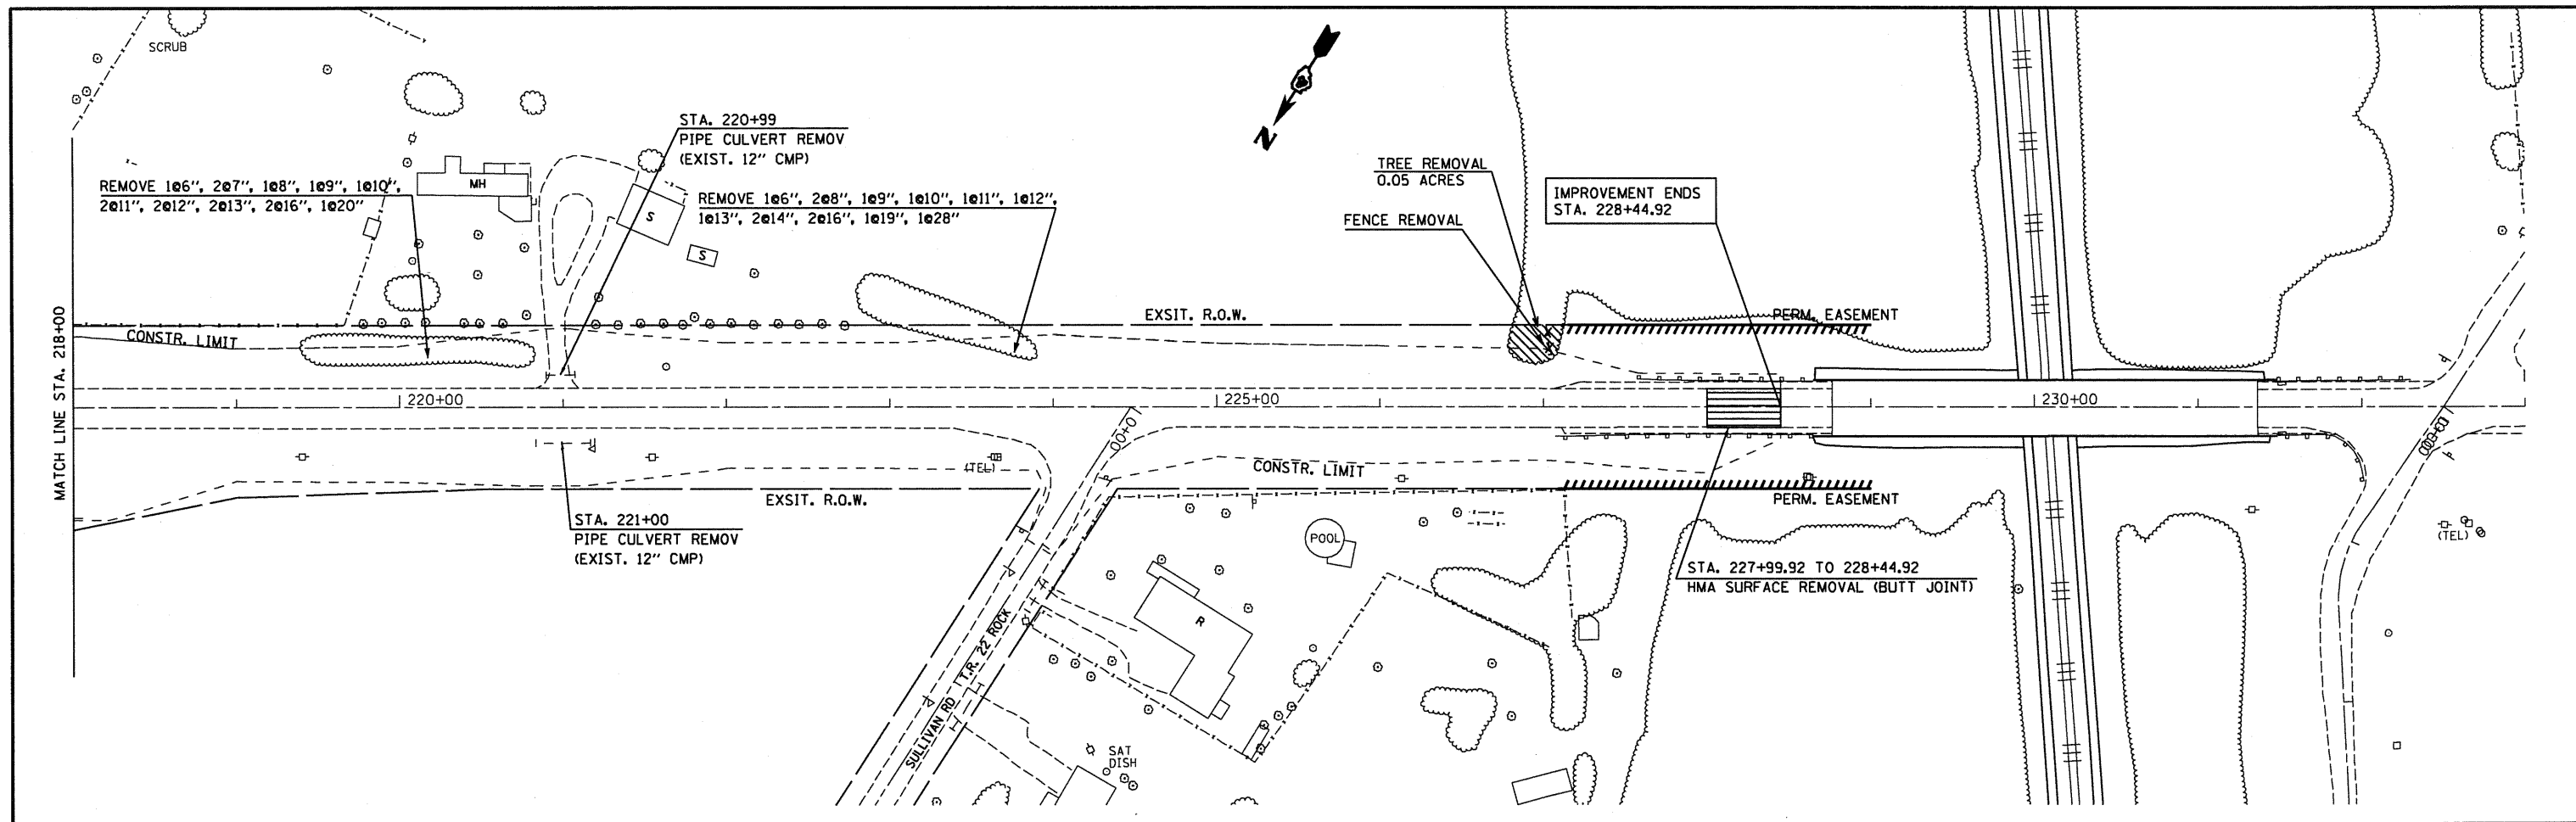 SCRUB
STA. 220+99
PIPE CULVERT REMOV
(EXIST. 12" CMP)
N
TREE REMOVAL
0.05 ACRES
REMOVE 1@6", 2@7", 1@8", 1@9", 1@10",
2@11", 2@12", 2@13", 2@16", 1@20"
MH
S
S
REMOVE 1@6", 2@8", 1@9", 1@10", 1@11", 1@12",
1@13", 2@14", 2@16", 1@19", 1@28"
IMPROVEMENT ENDS
STA. 228+44.92
FENCE REMOVAL
MATCH LINE STA. 218+00
CONSTR. LIMIT
EXSIT. R.O.W.
PERM. EASEMENT
220+00
225+00
230+00
0+00
(TEL)
CONSTR. LIMIT
EXSIT. R.O.W.
PERM. EASEMENT
STA. 221+00
PIPE CULVERT REMOV
(EXIST. 12" CMP)
POOL
(TEL)
STA. 227+99.92 TO 228+44.92
HMA SURFACE REMOVAL (BUTT JOINT)
R
SULLIVAN RD T.R. 22 ROCK
SAT
DISH